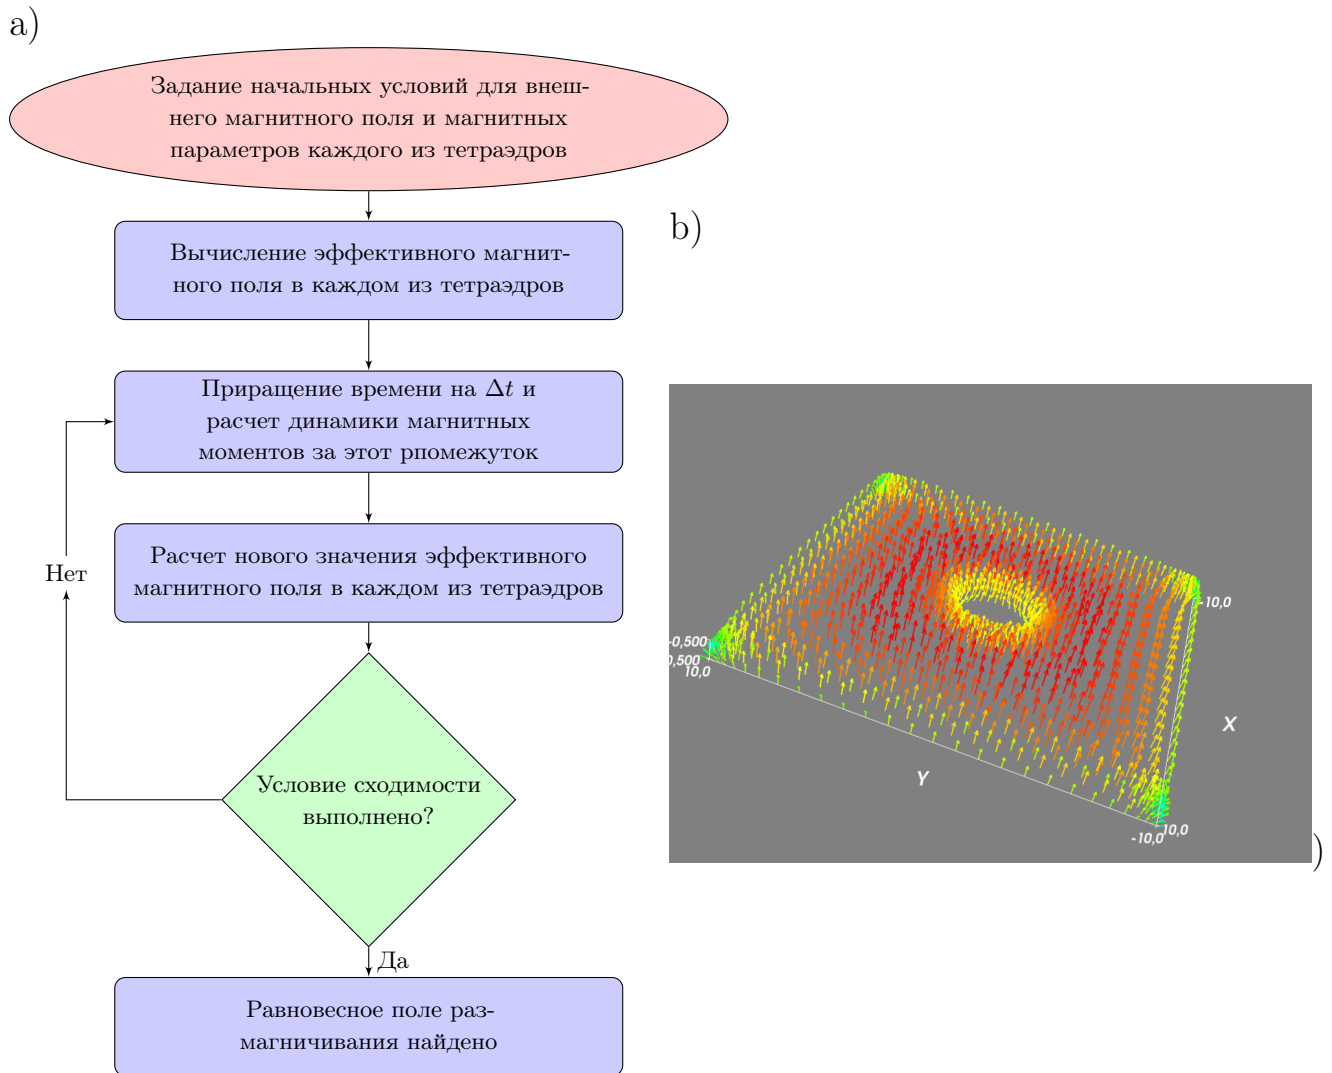 a)
Задание начальных условий для внеш-
него магнитного поля и магнитных
параметров каждого из тетраэдров
Вычисление эффективного магнит-
ного поля в каждом из тетраэдров
Приращение времени на Δt и
расчет динамики магнитных
моментов за этот рпомежуток
Расчет нового значения эффективного
магнитного поля в каждом из тетраэдров
Нет
Условие сходимости
выполнено?
Да
Равновесное поле раз-
магничивания найдено
b)
-10,0
-0,500
0,500
10,0
X
Y
-10,0
10,0
)